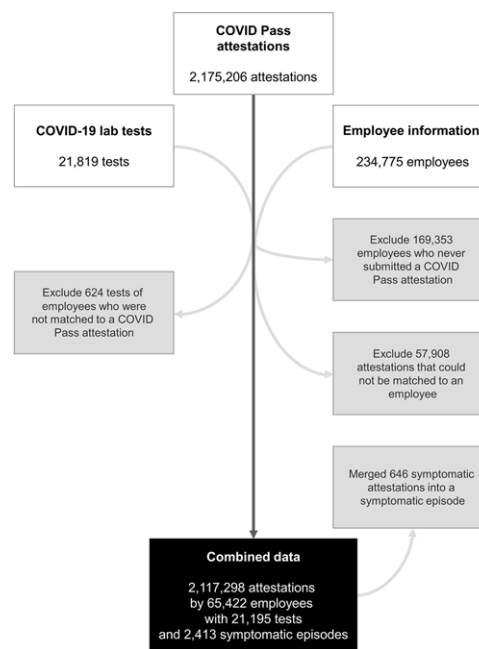 COVID Pass
attestations
2,175,206 attestations
COVID-19 lab tests
21,819 tests
Employee information
234,775 employees
Exclude 169,353
employees who never
submitted a COVID
Pass attestation
Exclude 624 tests of
employees who were
not matched to a COVID
Pass attestation
Exclude 57,908
attestations that could
not be matched to an
employee
Merged 646 symptomatic
attestations into a
symptomatic episode
Combined data
2,117,298 attestations
by 65,422 employees
with 21,195 tests
and 2,413 symptomatic episodes